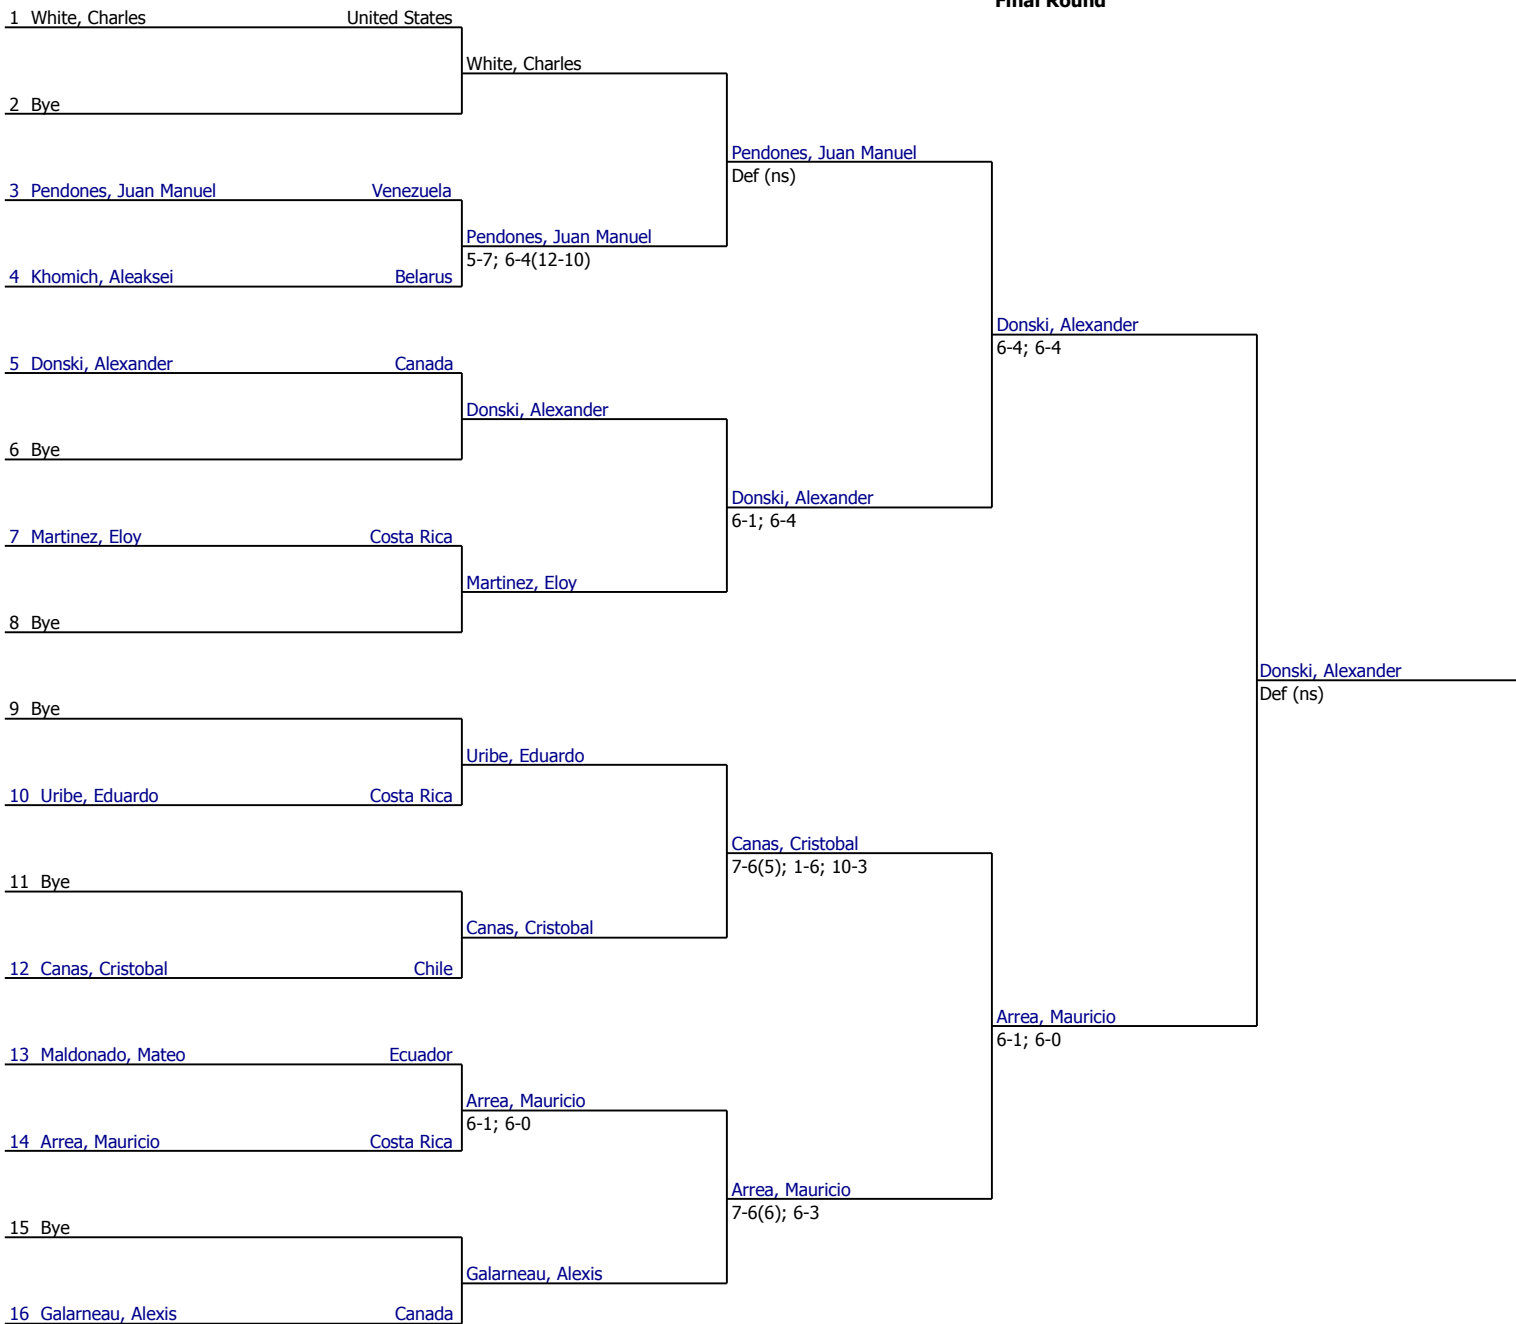 Final Round
1 White, Charles United States
White, Charles
2 Bye
Pendones, Juan Manuel
Def (ns)
3 Pendones, Juan Manuel Venezuela
Pendones, Juan Manuel
5-7; 6-4(12-10)
4 Khomich, Aleaksei Belarus
Donski, Alexander
6-4; 6-4
5 Donski, Alexander Canada
Donski, Alexander
6 Bye
Donski, Alexander
6-1; 6-4
7 Martinez, Eloy Costa Rica
Martinez, Eloy
8 Bye
Donski, Alexander
Def (ns)
9 Bye
Uribe, Eduardo
10 Uribe, Eduardo Costa Rica
Canas, Cristobal
7-6(5); 1-6; 10-3
11 Bye
Canas, Cristobal
12 Canas, Cristobal Chile
Arrea, Mauricio
6-1; 6-0
13 Maldonado, Mateo Ecuador
Arrea, Mauricio
6-1; 6-0
14 Arrea, Mauricio Costa Rica
Arrea, Mauricio
7-6(6); 6-3
15 Bye
Galarneau, Alexis
16 Galarneau, Alexis Canada